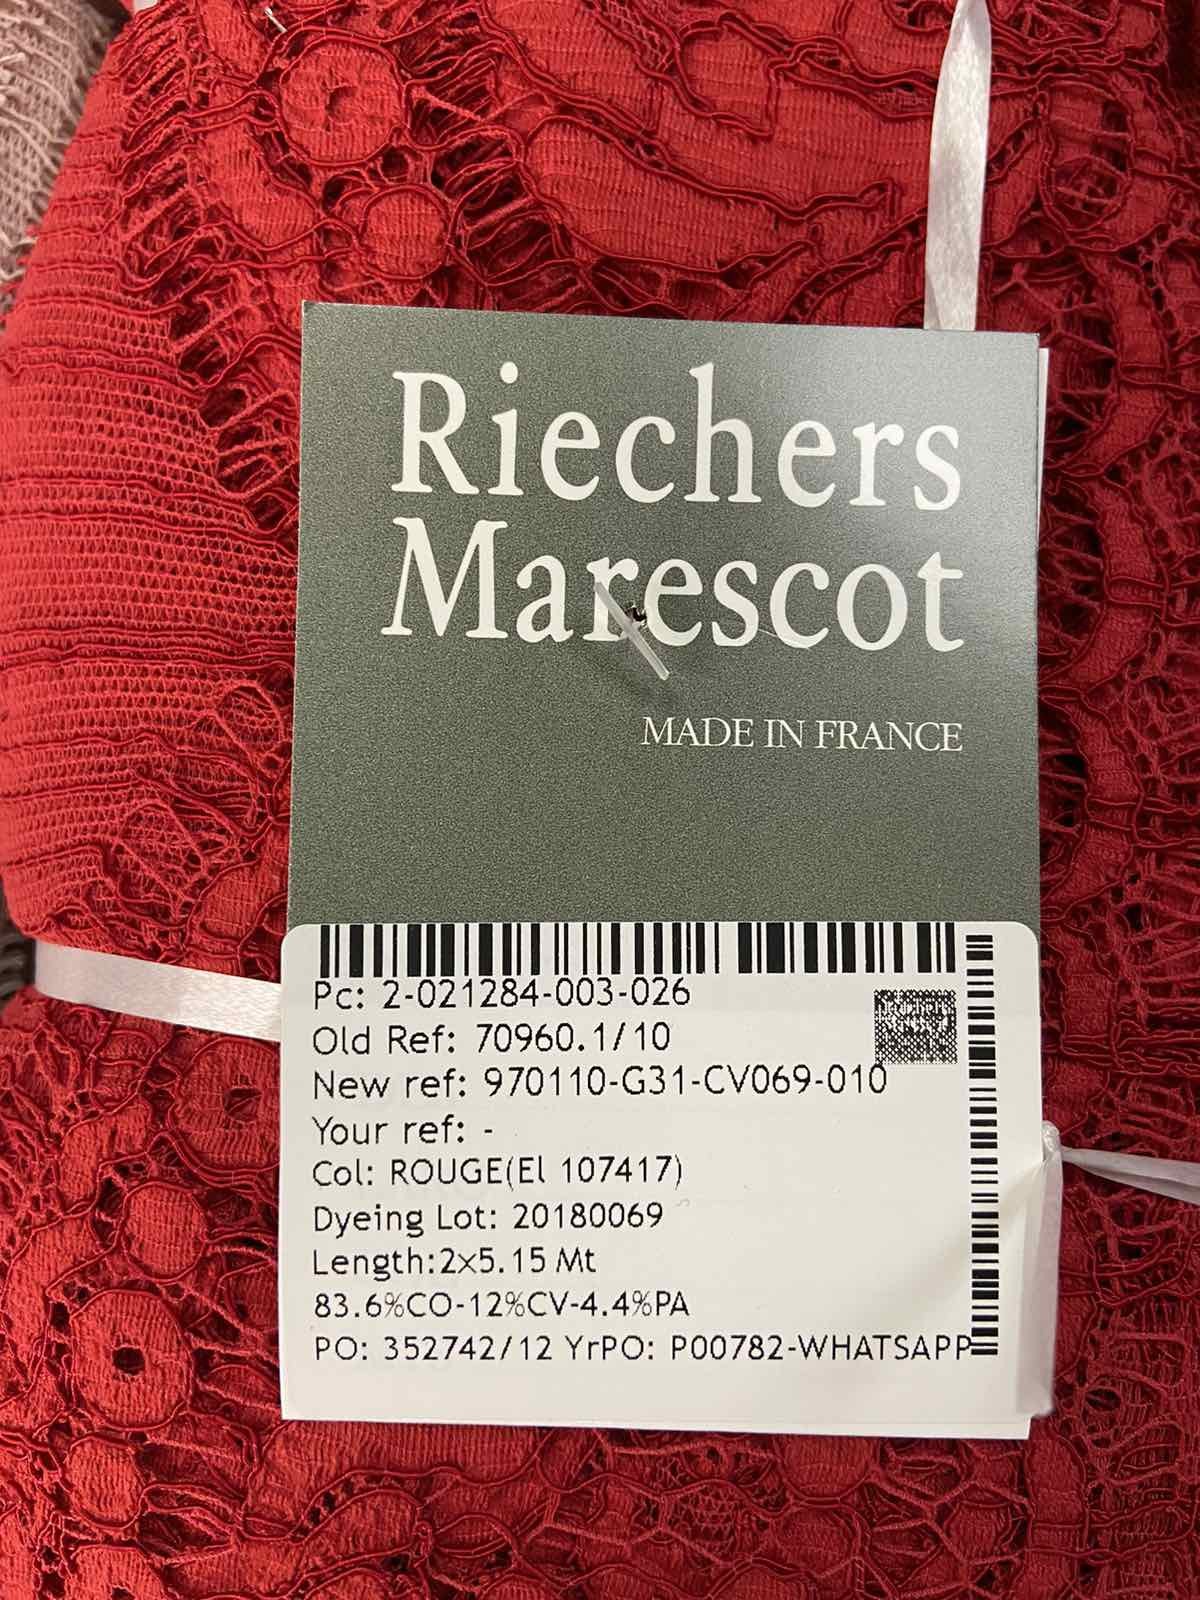 Riechers
Marescot
MADE IN FRANCE
Pc: 2-021284-003-026
Old Ref: 70960.1/10
New ref: 970110-G31-CV069-010
Your ref: -
Col: ROUGE(El 107417)
Dyeing Lot: 20180069
Length:2x5.15 Mt
83.6%CO-12%CV-4.4%PA
PO: 352742/12 YrPO: P00782-WHATSAPP